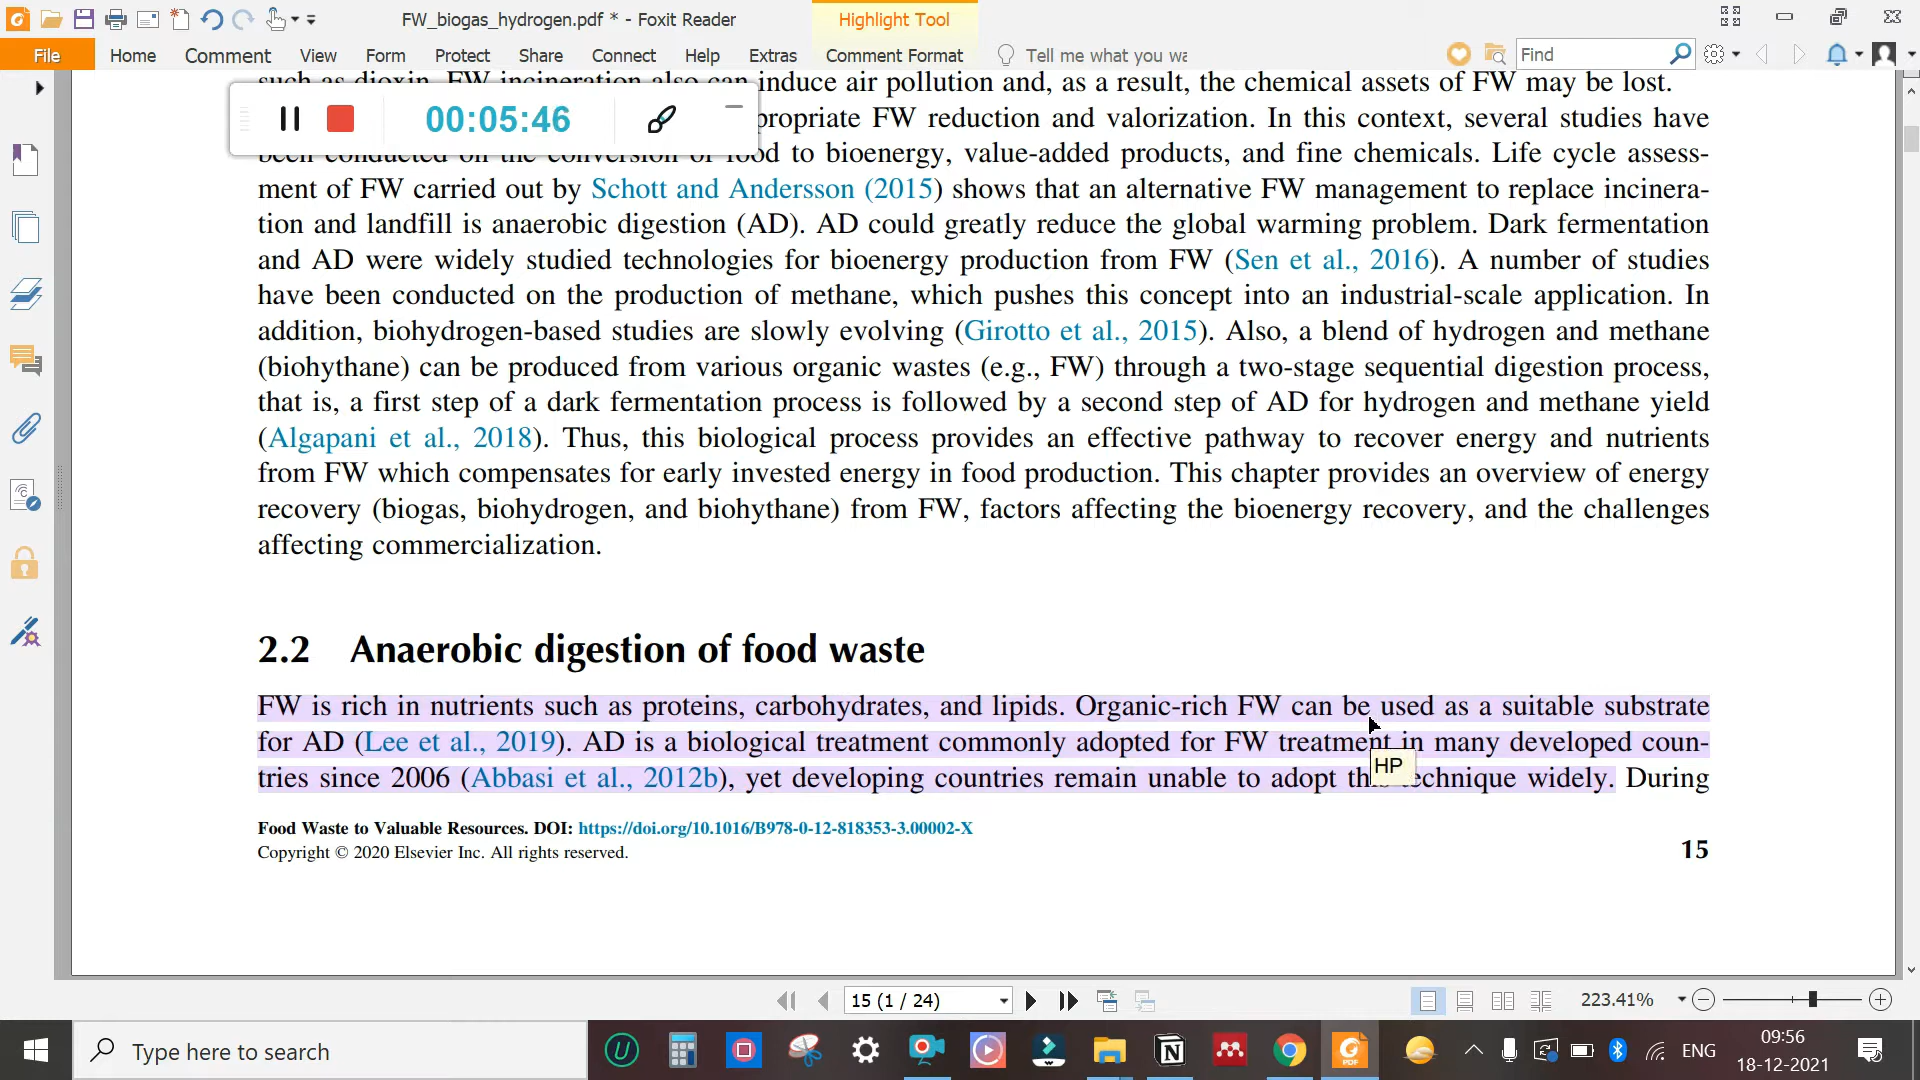 FW_biogas_hydrogen.pdf * - Foxit Reader
Highlight Tool
File Home Comment View Form Protect Share Connect Help Extras Comment Format Tell me what you wa Find
induce air pollution and, as a result, the chemical assets of FW may be lost.
00:05:46
propriate FW reduction and valorization. In this context, several studies have
been conducted on the conversion of food to bioenergy, value-added products, and fine chemicals. Life cycle assess-
ment of FW carried out by Schott and Andersson (2015) shows that an alternative FW management to replace incinera-
tion and landfill is anaerobic digestion (AD). AD could greatly reduce the global warming problem. Dark fermentation
and AD were widely studied technologies for bioenergy production from FW (Sen et al., 2016). A number of studies
have been conducted on the production of methane, which pushes this concept into an industrial-scale application. In
addition, biohydrogen-based studies are slowly evolving (Girotto et al., 2015). Also, a blend of hydrogen and methane
(biohythane) can be produced from various organic wastes (e.g., FW) through a two-stage sequential digestion process,
that is, a first step of a dark fermentation process is followed by a second step of AD for hydrogen and methane yield
(Algapani et al., 2018). Thus, this biological process provides an effective pathway to recover energy and nutrients
from FW which compensates for early invested energy in food production. This chapter provides an overview of energy
recovery (biogas, biohydrogen, and biohythane) from FW, factors affecting the bioenergy recovery, and the challenges
affecting commercialization.
2.2 Anaerobic digestion of food waste
FW is rich in nutrients such as proteins, carbohydrates, and lipids. Organic-rich FW can be used as a suitable substrate
for AD (Lee et al., 2019). AD is a biological treatment commonly adopted for FW treatment in many developed coun-
tries since 2006 (Abbasi et al., 2012b), yet developing countries remain unable to adopt this technique widely. During
HP
Food Waste to Valuable Resources. DOI: https://doi.org/10.1016/B978-0-12-818353-3.00002-X
Copyright © 2020 Elsevier Inc. All rights reserved.
15
15 (1 / 24)
223.41%
Type here to search
ENG
09:56
18-12-2021